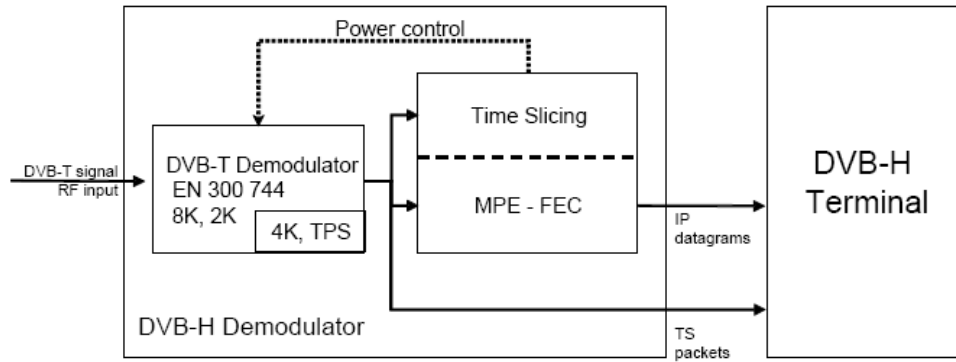 Power control
Time Slicing
DVB-T signal
RF input
DVB-T Demodulator
EN 300 744
8K, 2K
4K, TPS
MPE - FEC
IP
datagrams
DVB-H
Terminal
DVB-H Demodulator
TS
packets